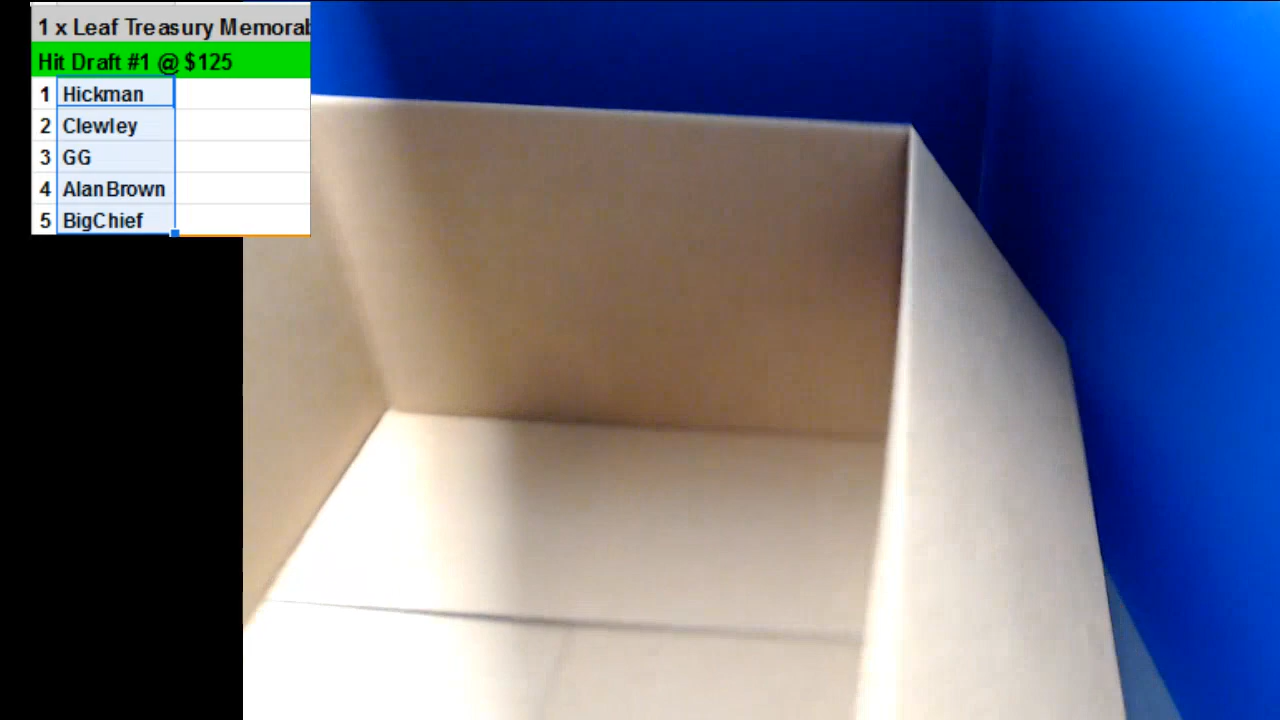 1 x Leaf Treasury Memorab
Hit Draft #1 @ $125
1 Hickman
2 Clewley
3 GG
4 AlanBrown
5 BigChief